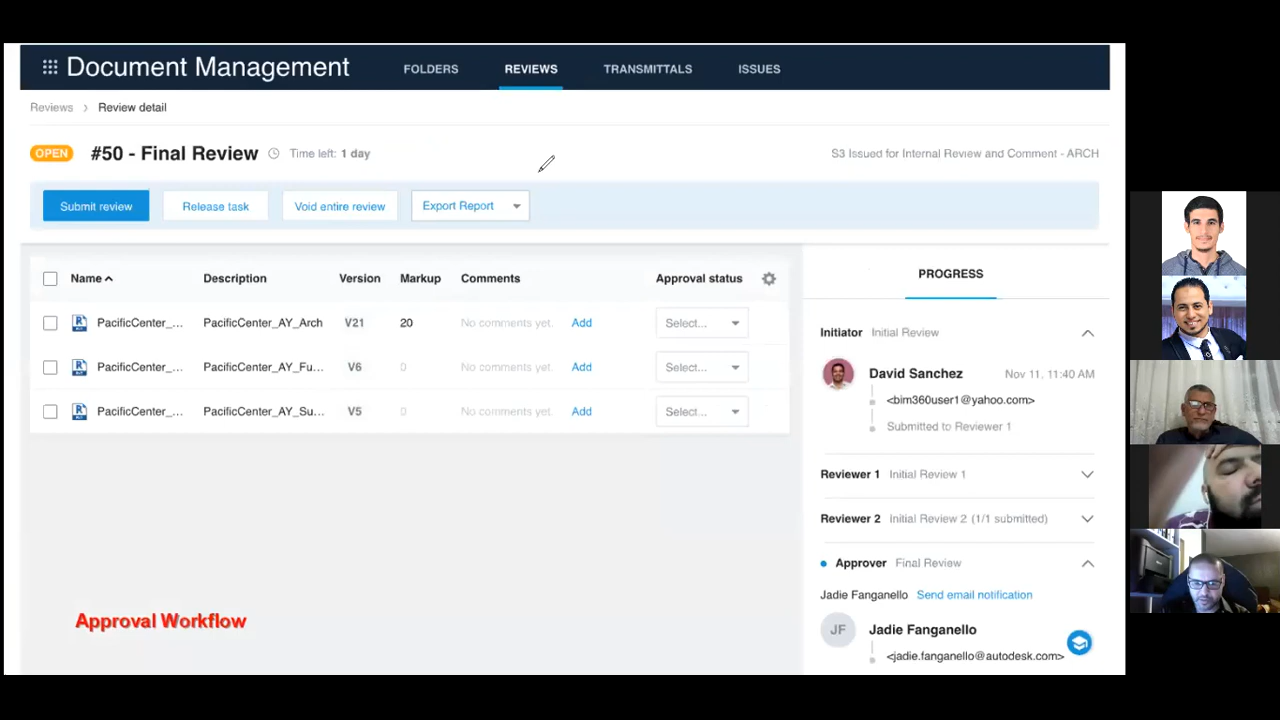 Document Management FOLDERS REVIEWS TRANSMITTALS ISSUES
Reviews > Review detail
OPEN #50 - Final Review Time left: 1 day S3 Issued for Internal Review and Comment - ARCH
Submit review Release task Void entire review Export Report
Name Description Version Markup Comments Approval status
PacificCenter_... PacificCenter_AY_Arch V21 20 No comments yet. Add Select...
PacificCenter_... PacificCenter_AY_Fu... V6 0 No comments yet. Add Select...
PacificCenter_... PacificCenter_AY_Su... V5 0 No comments yet. Add Select...
PROGRESS
Initiator Initial Review
David Sanchez Nov 11, 11:40 AM
<bim360user1@yahoo.com>
Submitted to Reviewer 1
Reviewer 1 Initial Review 1
Reviewer 2 Initial Review 2 (1/1 submitted)
Approver Final Review
Jadie Fanganello Send email notification
JF Jadie Fanganello
<jadie.fanganello@autodesk.com>
Approval Workflow